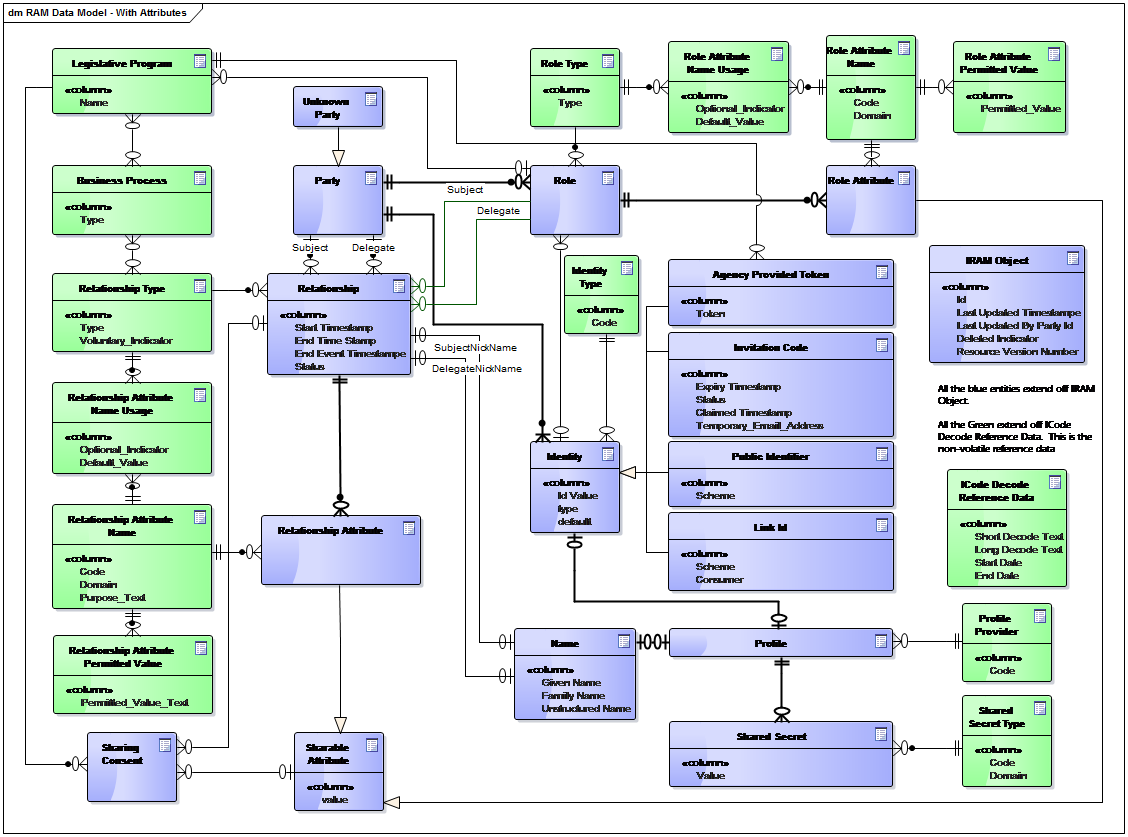 dm RAM Data Model - With Attributes
Legislative Program
«column»
Name
Business Process
«column»
Type
Relationship Type
«column»
Type
Voluntary_Indicator
Relationship Attribute
Name Usage
«column»
Optional_Indicator
Default_Value
Relationship Attribute
Name
«column»
Code
Domain
Purpose_Text
Relationship Attribute
Permitted Value
«column»
Permitted_Value_Text
Sharing
Consent
Unknown
Party
Party
Subject
Delegate
Subject
Delegate
Relationship
«column»
Start Timestamp
End Time Stamp
End Event Timestampe
Status
SubjectNickName
DelegateNickName
Relationship Attribute
Sharable
Attribute
«column»
value
Role Type
«column»
Type
Role Attribute
Name Usage
«column»
Optional_Indicator
Default_Value
Role Attribute
Name
«column»
Code
Domain
Role Attribute
Permitted Value
«column»
Permitted_Value
Role
Role Attribute
Identity
Type
«column»
Code
Agency Provided Token
«column»
Token
Invitation Code
«column»
Expiry Timestamp
Status
Claimed Timestamp
Temporary_Email_Address
Public Identifier
«column»
Scheme
Link Id
«column»
Scheme
Consumer
Identity
«column»
Id Value
type
default
Name
«column»
Given Name
Family Name
Unstructured Name
Profile
Shared Secret
«column»
Value
IRAM Object
«column»
Id
Last Updated Timestampe
Last Updated By Party Id
Deleted Indicator
Resource Version Number
All the blue entities extend off IRAM
Object.
All the Green extend off ICode
Decode Reference Data. This is the
non-volatile reference data
ICode Decode
Reference Data
«column»
Short Decode Text
Long Decode Text
Start Date
End Date
Profile
Provider
«column»
Code
Shared
Secret Type
«column»
Code
Domain